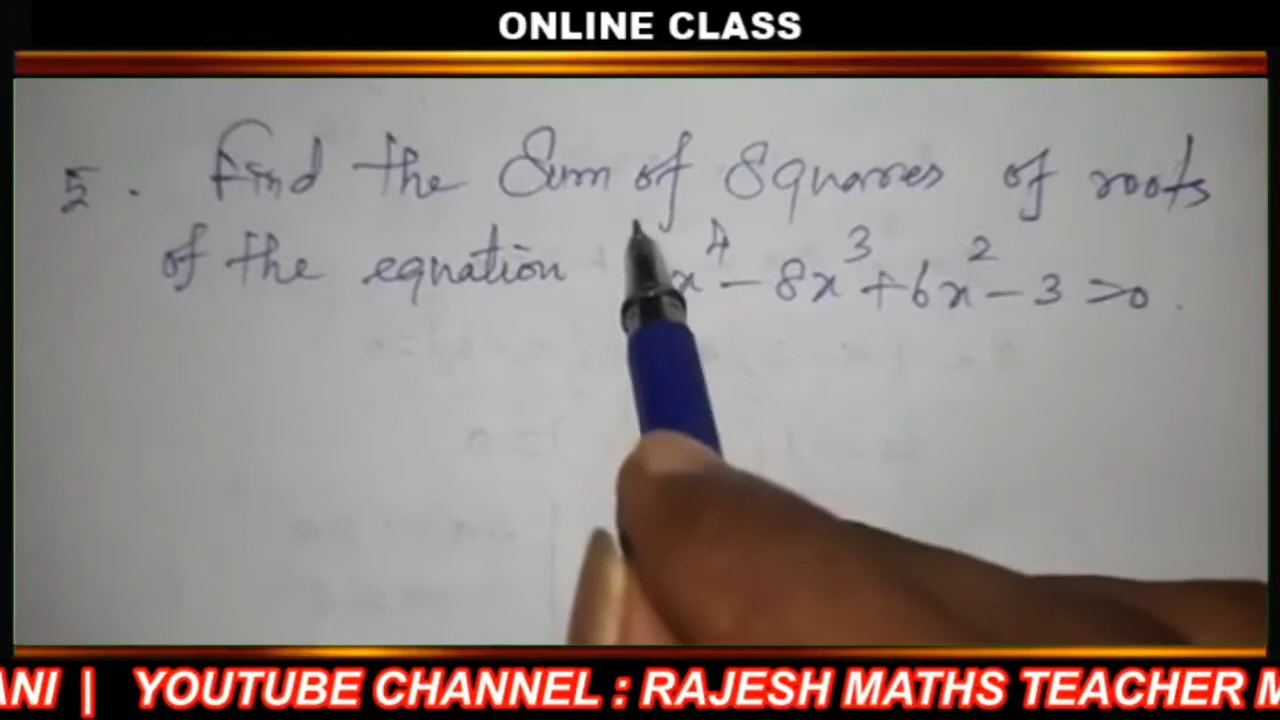 ONLINE CLASS
5. Find the Sum of Squares of roots
of the equation x⁴ - 8x³ + 6x² - 3 = 0.
ANI | YOUTUBE CHANNEL : RAJESH MATHS TEACHER M